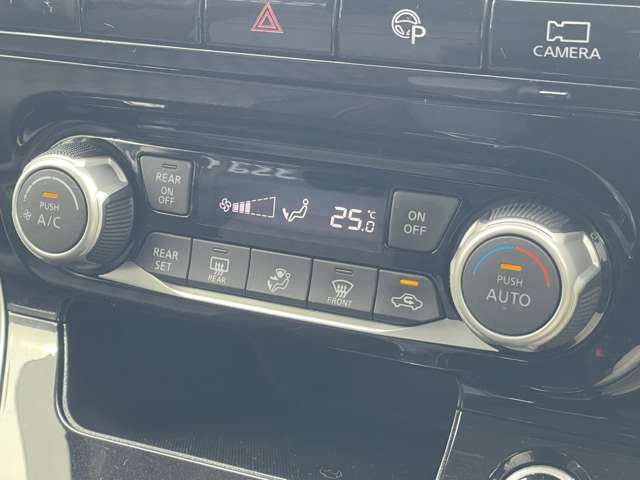 P
CAMERA
PUSH
A/C
REAR
ON
OFF
25.0
°C
ON
OFF
PUSH
AUTO
REAR
SET
REAR
FRONT